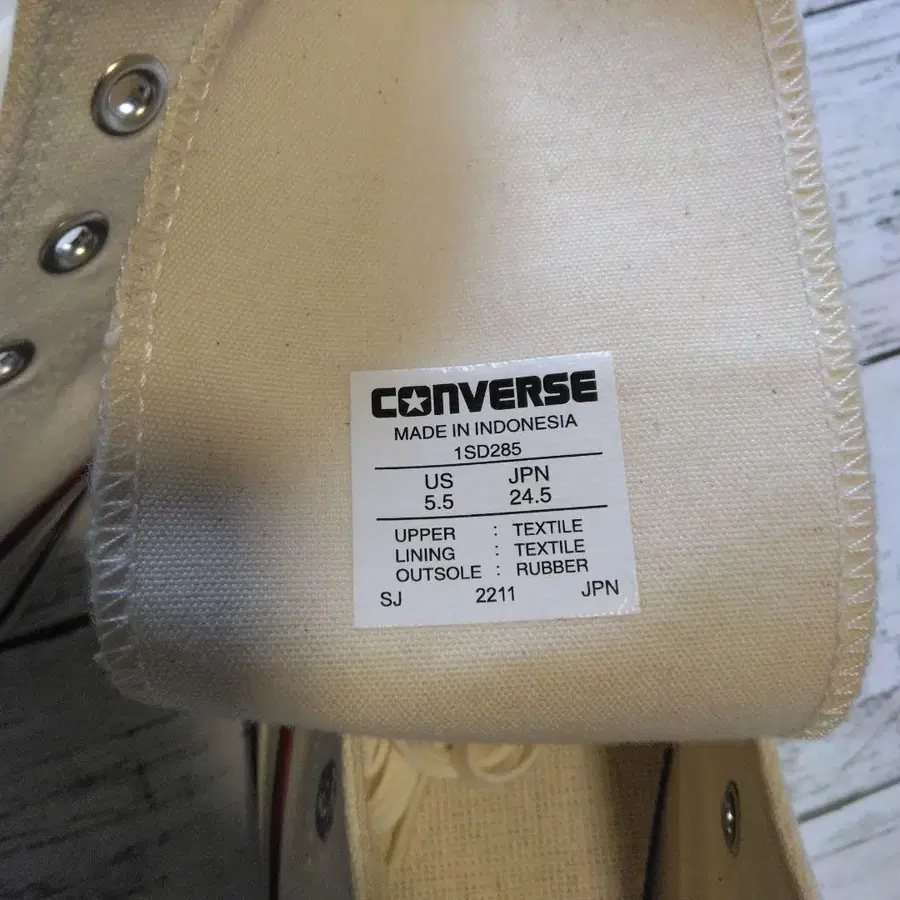 CONVERSE
MADE IN INDONESIA
1SD285
US JPN
5.5 24.5
UPPER : TEXTILE
LINING : TEXTILE
OUTSOLE : RUBBER
SJ 2211 JPN